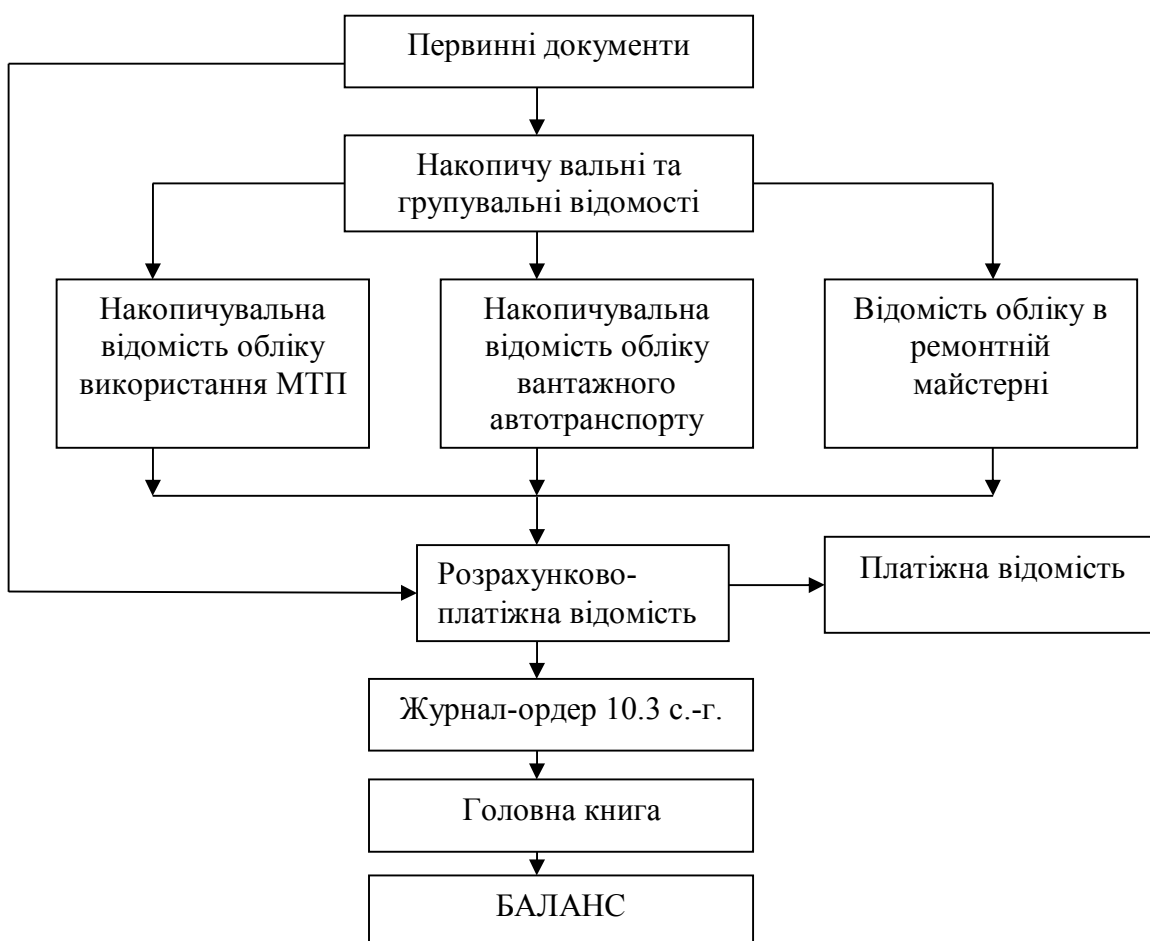 Первинні документи
Накопичу вальні та
групувальні відомості
Накопичувальна
відомість обліку
використання МТП
Накопичувальна
відомість обліку
вантажного
автотранспорту
Відомість обліку в
ремонтній
майстерні
Розрахунково-
платіжна відомість
Платіжна відомість
Журнал-ордер 10.3 с.-г.
Головна книга
БАЛАНС